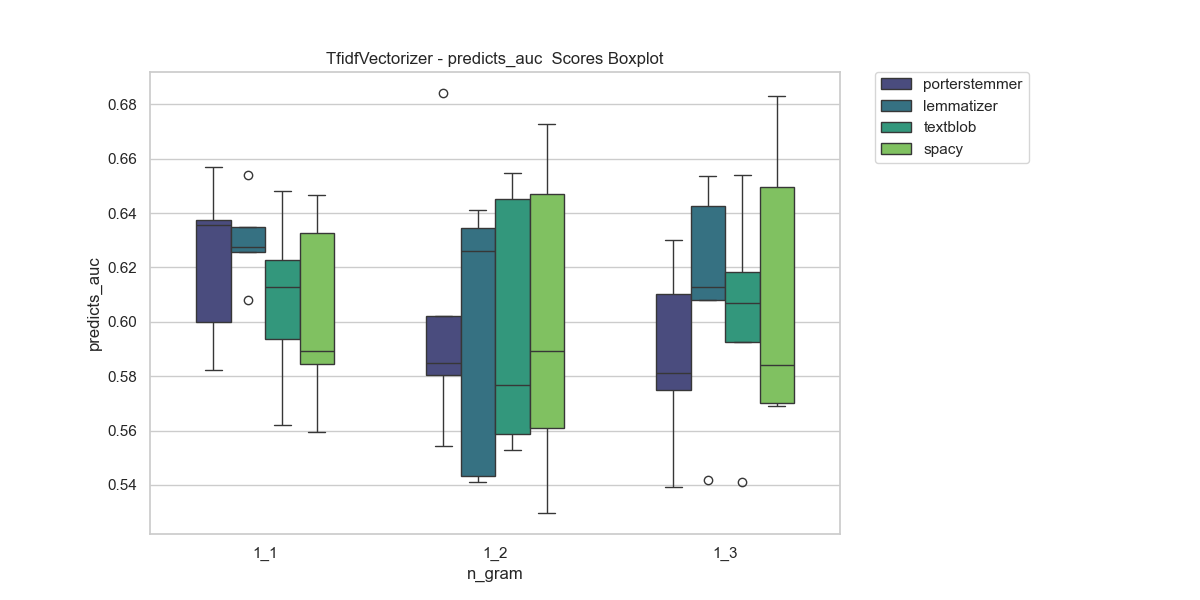 TfidfVectorizer - predicts_auc  Scores Boxplot
porterstemmer
lemmatizer
textblob
spacy
predicts_auc
0.68
0.66
0.64
0.62
0.60
0.58
0.56
0.54
1_1
1_2
1_3
n_gram